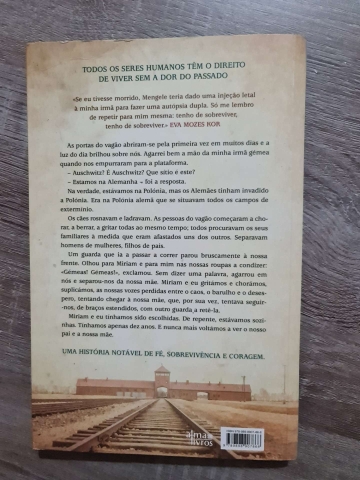 TODOS OS SERES HUMANOS TÊM O DIREITO
DE VIVER SEM A DOR DO PASSADO
«Se eu tivesse morrido, Mengele teria dado uma injeção letal
à minha irmã para fazer uma autópsia dupla. Só me lembro
de repetir para mim mesma: tenho de sobreviver,
tenho de sobreviver.» EVA MOZES KOR
As portas do vagão abriram-se pela primeira vez em muitos dias e a
luz do dia brilhou sobre nós. Agarrei bem a mão da minha irmã gémea
quando nos empurraram para a plataforma.
– Auschwitz? É Auschwitz? Que sítio é este?
– Estamos na Alemanha – foi a resposta.
Na verdade, estávamos na Polónia, mas os Alemães tinham invadido
a Polónia. Era na Polónia alemã que se situavam todos os campos de
extermínio.
Os cães rosnavam e ladravam. As pessoas do vagão começaram a cho-
rar, a berrar, a gritar todas ao mesmo tempo; todos procuravam os seus
familiares à medida que eram afastados uns dos outros. Separavam
homens de mulheres, filhos de pais.
Um guarda que ia a passar a correr parou bruscamente à nossa
frente. Olhou para Miriam e para mim nas nossas roupas a condizer:
«Gémeas! Gémeas!», exclamou. Sem dizer uma palavra, agarrou em
nós e separou-nos da nossa mãe. Miriam e eu gritámos e chorámos,
suplicámos, as nossas vozes perdidas entre o caos, o barulho e o deses-
pero, tentando chegar à nossa mãe, que, por sua vez, tentava seguir-
-nos, de braços estendidos, com outro guarda a retê-la.
Miriam e eu tínhamos sido escolhidas. De repente, estávamos sozi-
nhas. Tínhamos apenas dez anos. E nunca mais voltámos a ver o nosso
pai e a nossa mãe.
UMA HISTÓRIA NOTÁVEL DE FÉ, SOBREVIVÊNCIA E CORAGEM.
alma
livros